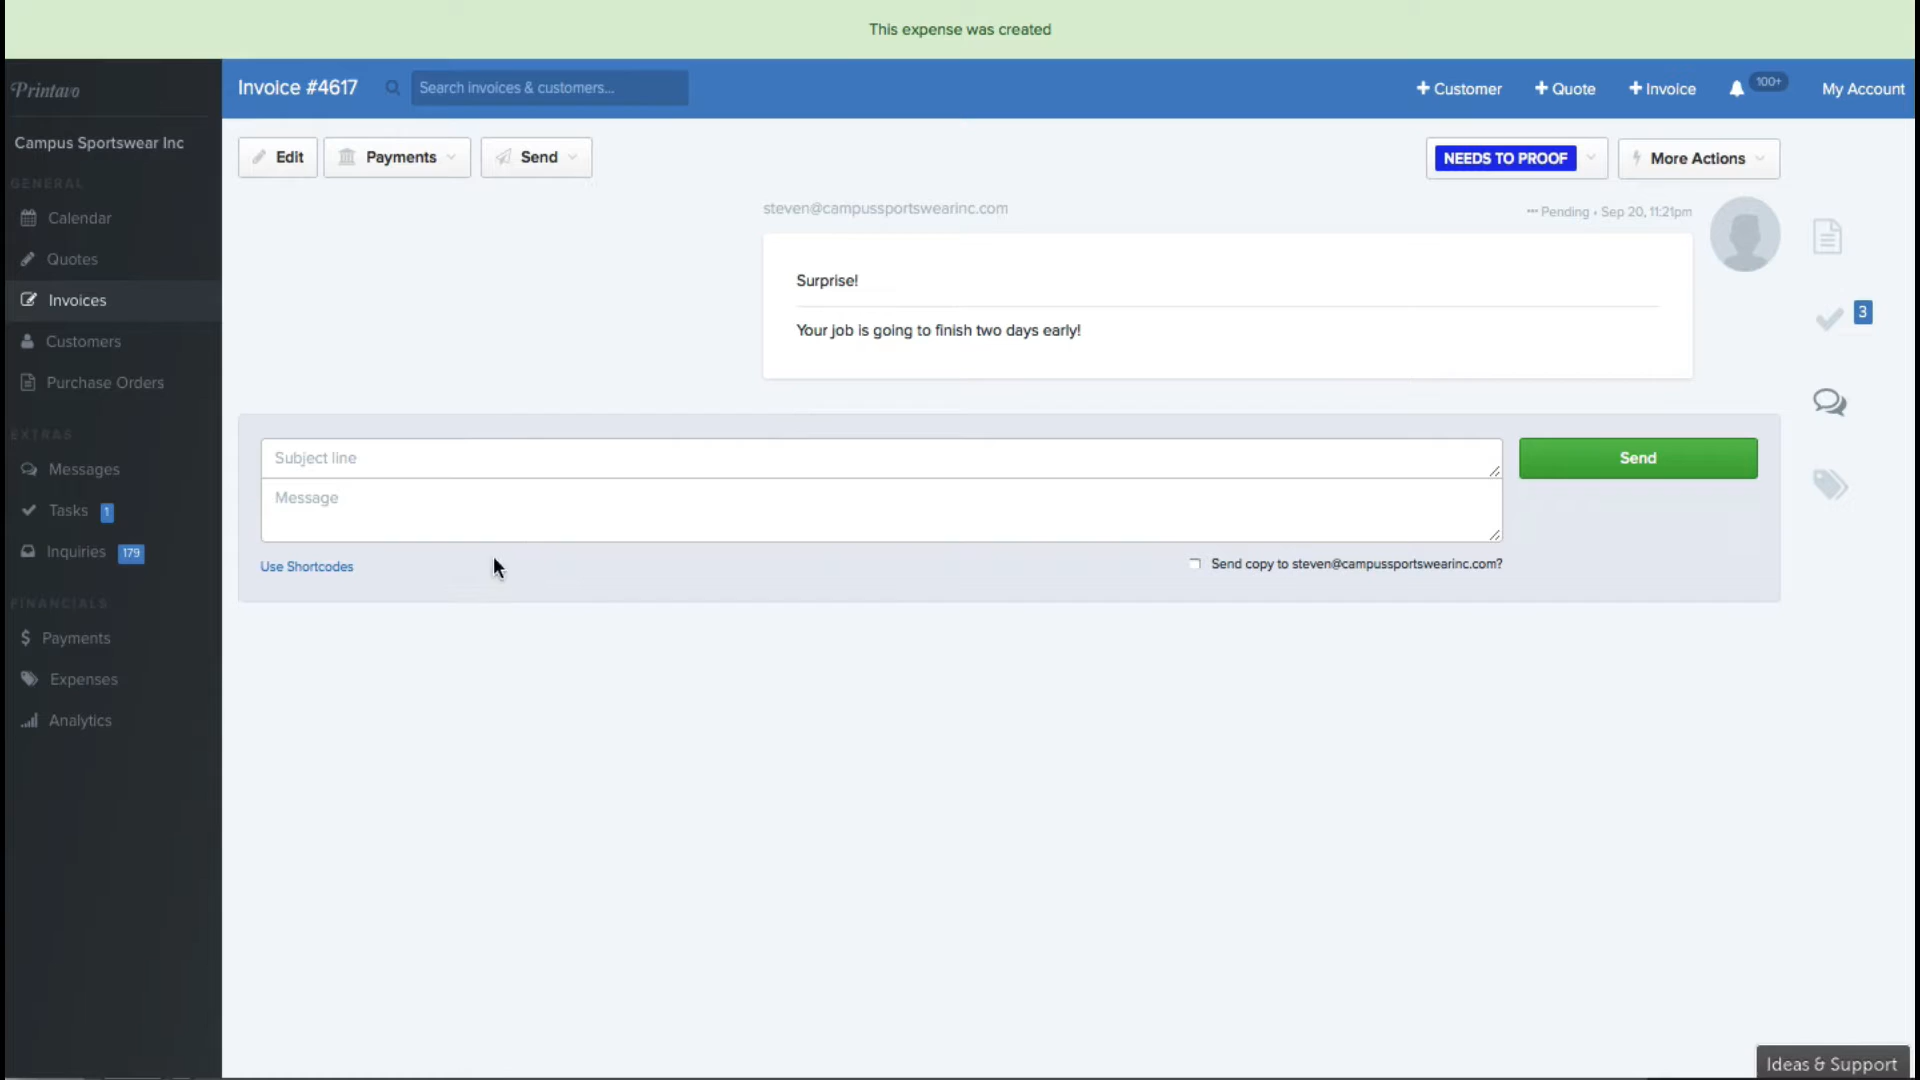 This expense was created
Printavo
Invoice #4617
Search invoices & customers...
+ Customer
+ Quote
+ Invoice
100+
My Account
Campus Sportswear Inc
GENERAL
Calendar
Quotes
Invoices
Customers
Purchase Orders
EXTRAS
Messages
Tasks 1
Inquiries 179
FINANCIALS
$ Payments
Expenses
Analytics
Edit
Payments
Send
NEEDS TO PROOF
More Actions
steven@campussportswearinc.com
••• Pending • Sep 20, 11:21pm
Surprise!
Your job is going to finish two days early!
3
Subject line
Send
Message
Use Shortcodes
Send copy to steven@campussportswearinc.com?
Ideas & Support